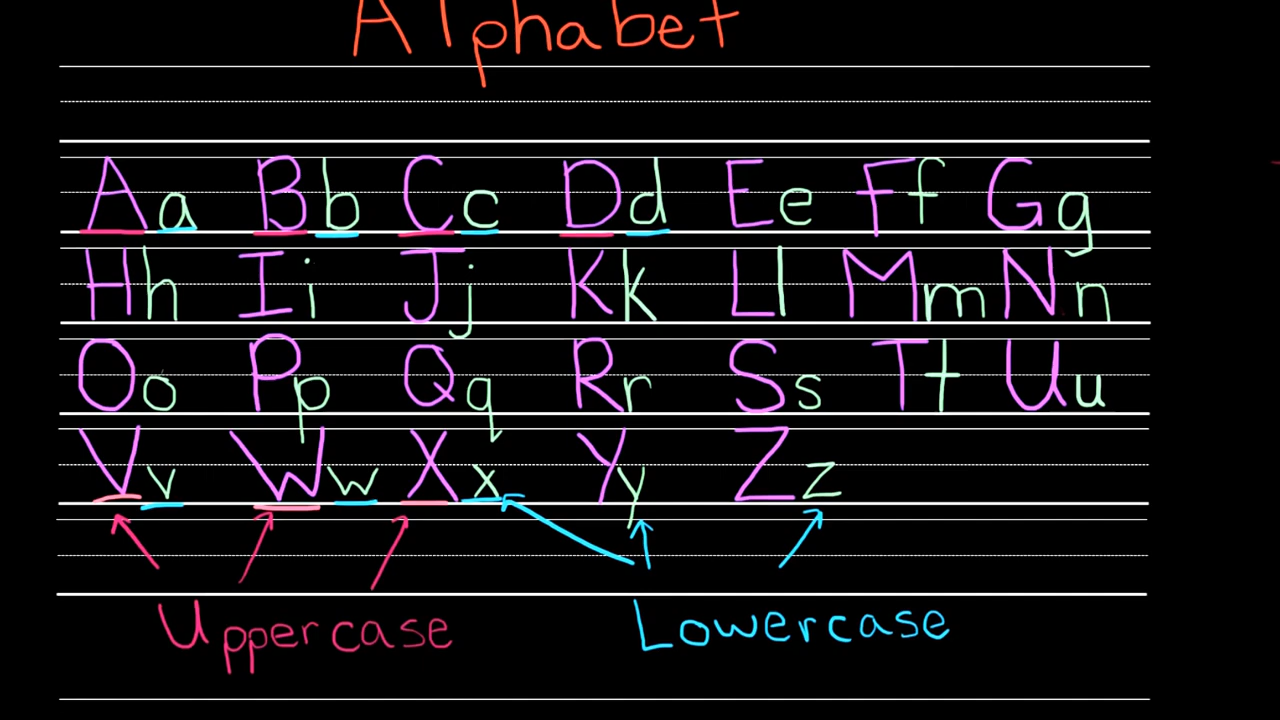 Alphabet
Aa Bb Cc Dd Ee Ff Gg
Hh Ii Jj Kk Ll Mm Nn
Oo Pp Qq Rr Ss Tt Uu
Vv Ww Xx Yy Zz
Uppercase Lowercase